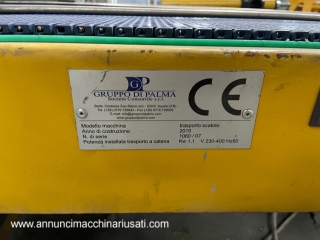 GP
GRUPPO DI PALMA
Società Consortile a.r.l.
CE
Modello macchina trasporto scatole
Anno di costruzione 2010
N. di serie 1060 / 07
Potenza installata trasporto a catena Kw 1.1 V 230-400 Hz50
www.annuncimacchinariusati.com